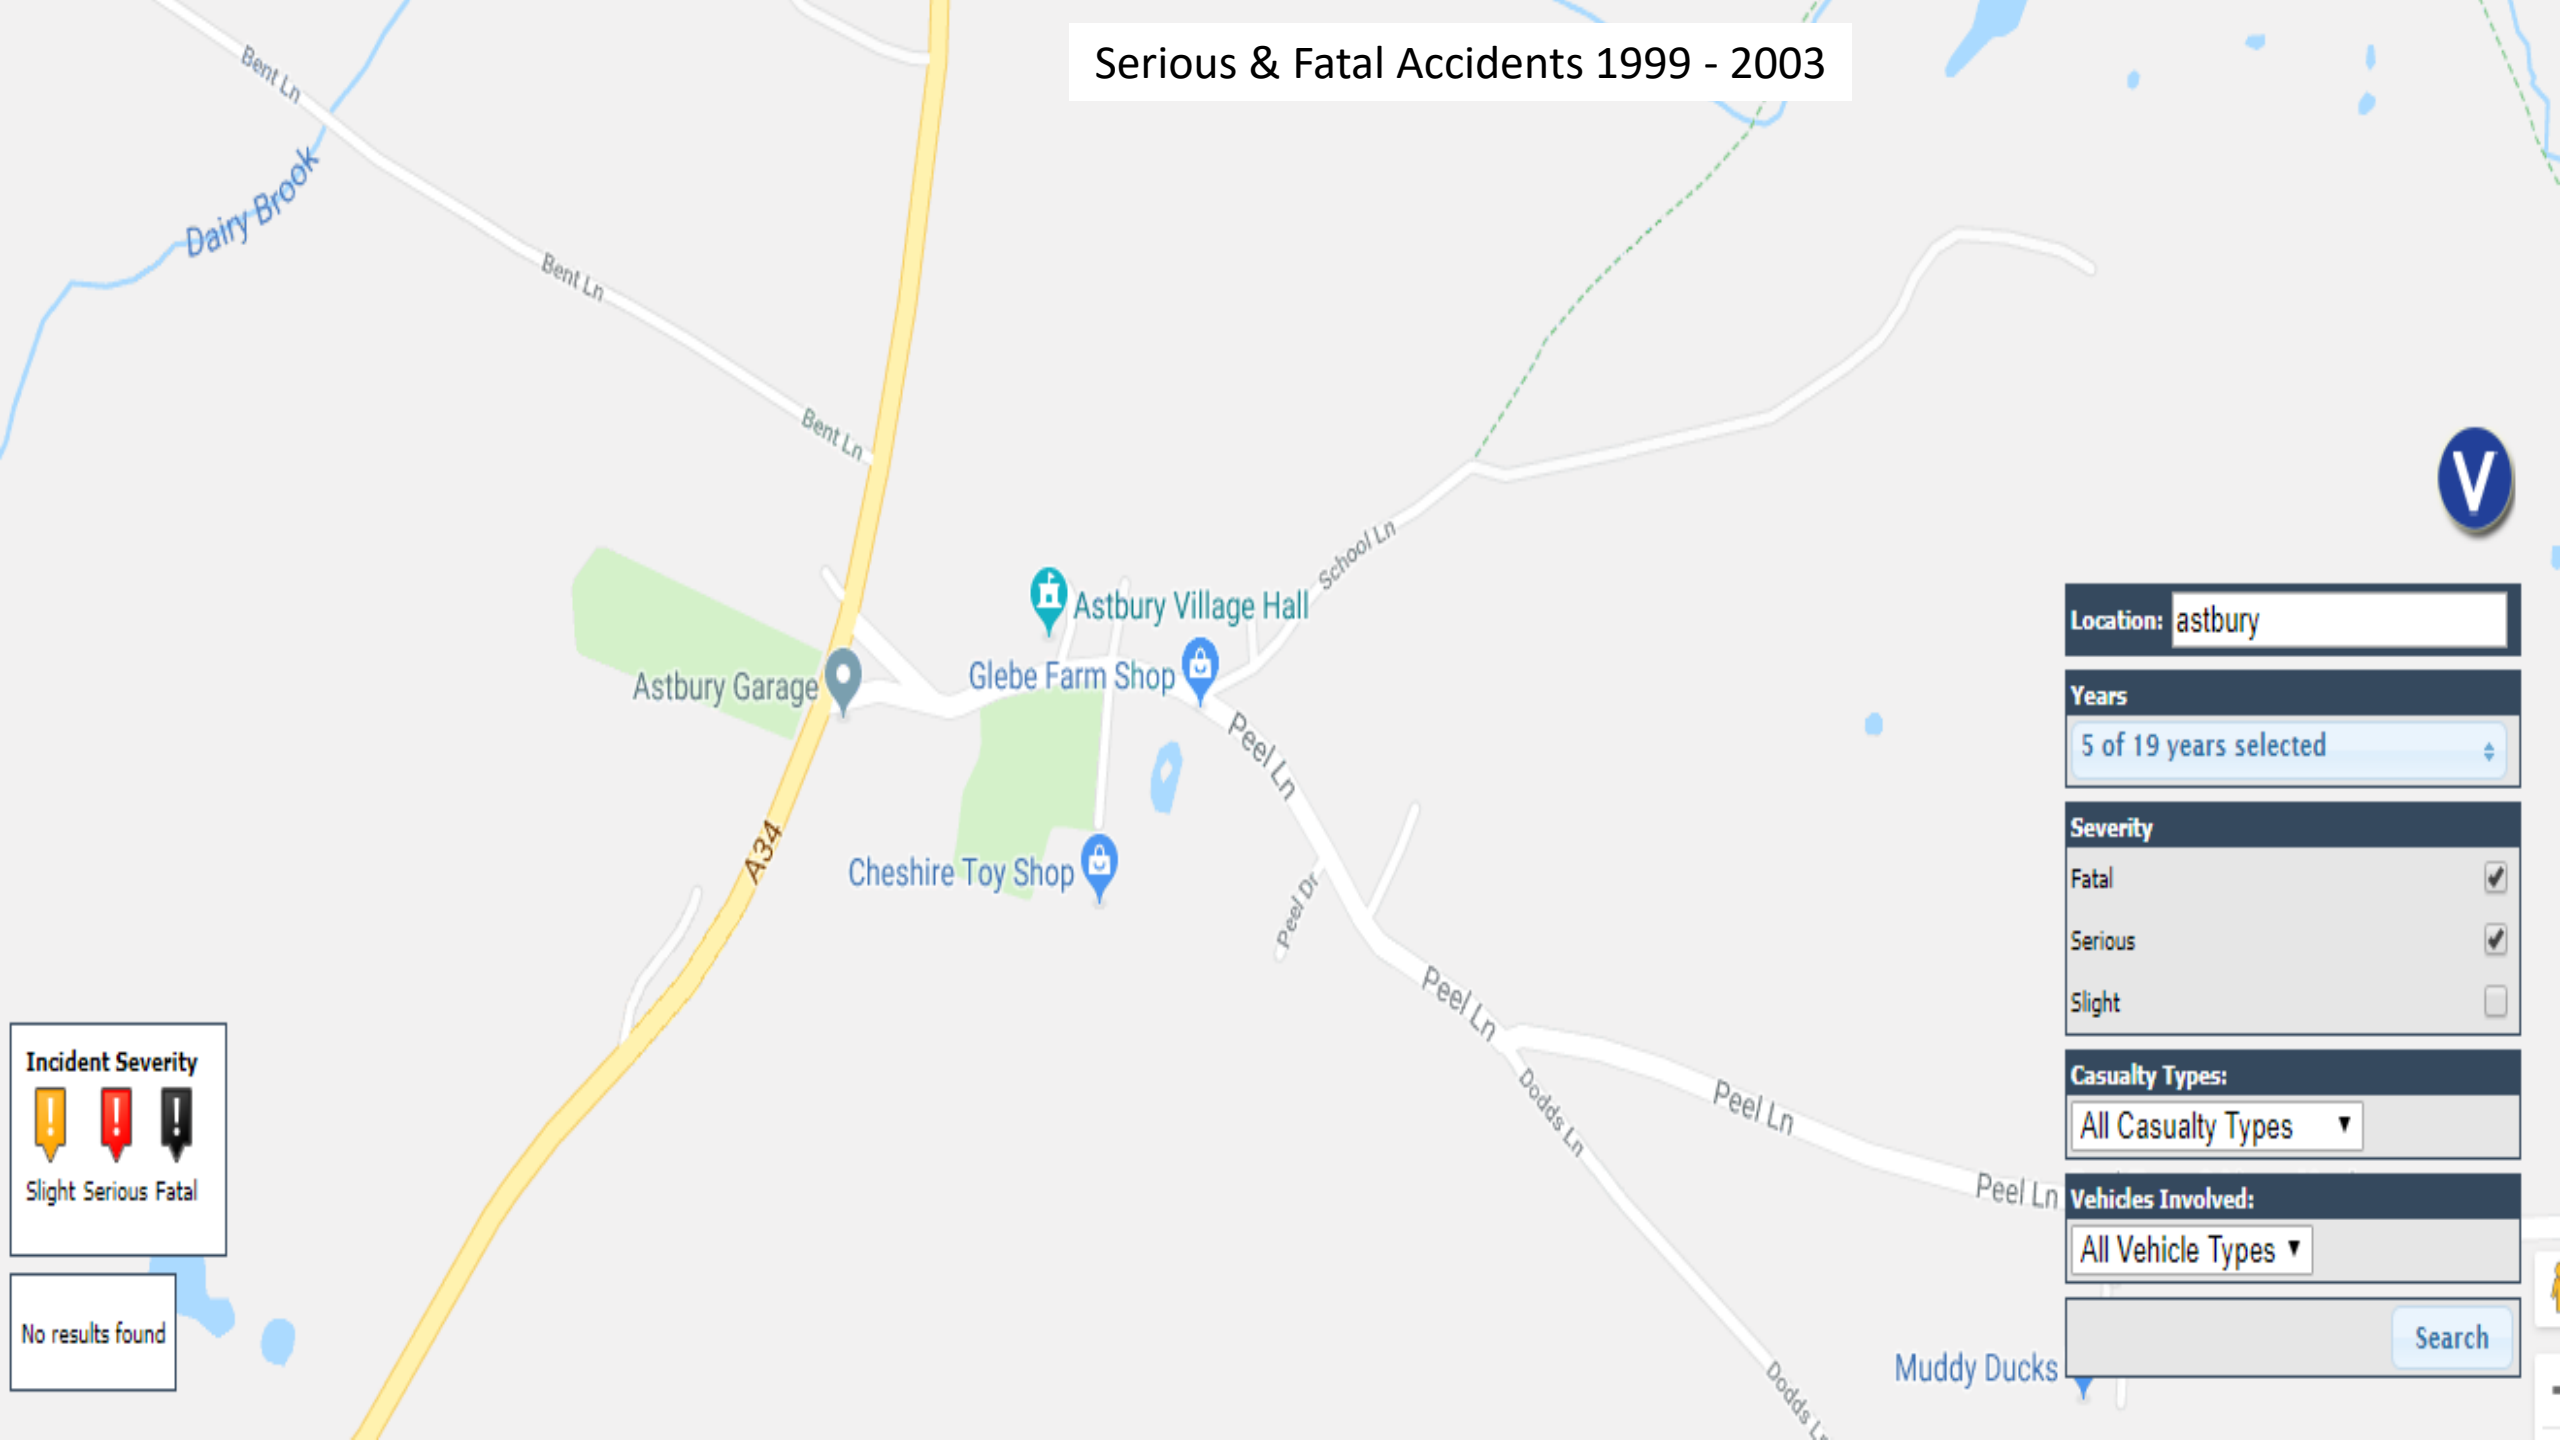 Serious & Fatal Accidents 1999 - 2003
Bent Ln
Dairy Brook
Bent Ln
Bent Ln
School Ln
Astbury Village Hall
Glebe Farm Shop
Astbury Garage
Peel Ln
A34
Cheshire Toy Shop
Peel Dr
Peel Ln
Dodds Ln
Peel Ln
Peel Ln
Dodds Ln
Muddy Ducks
V
Location: astbury
Years
5 of 19 years selected
Severity
Fatal
Serious
Slight
Casualty Types:
All Casualty Types
Vehicles Involved:
All Vehicle Types
Search
Incident Severity
Slight Serious Fatal
No results found